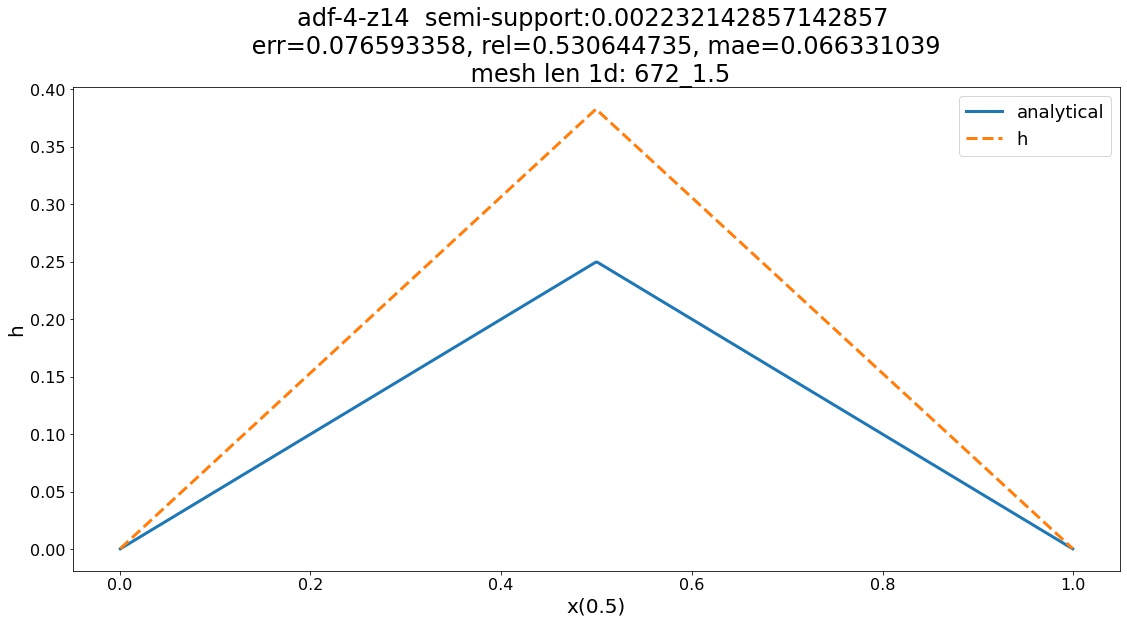 adf-4-z14  semi-support:0.002232142857142857
err=0.076593358, rel=0.530644735, mae=0.066331039
mesh len 1d: 672_1.5
analytical
h
0.40
0.35
0.30
0.25
0.20
0.15
0.10
0.05
0.00
h
0.0
0.2
0.4
0.6
0.8
1.0
x(0.5)